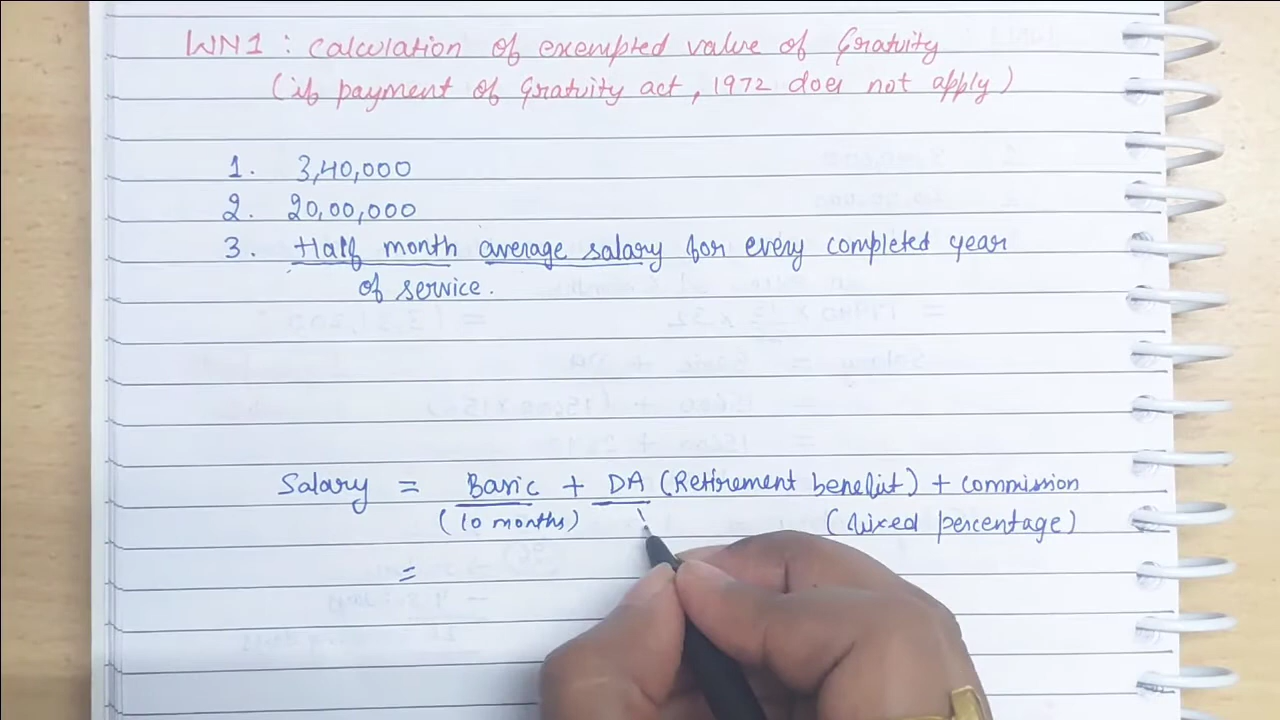 WN1 : Calculation of exempted value of Gratuity
(if payment of Gratuity act, 1972 does not apply)
1. 3,40,000
2. 20,00,000
3. Half month average salary for every completed year
of service.
Salary = Basic + DA (Retirement benefit) + commission
(10 months) (fixed percentage)
=